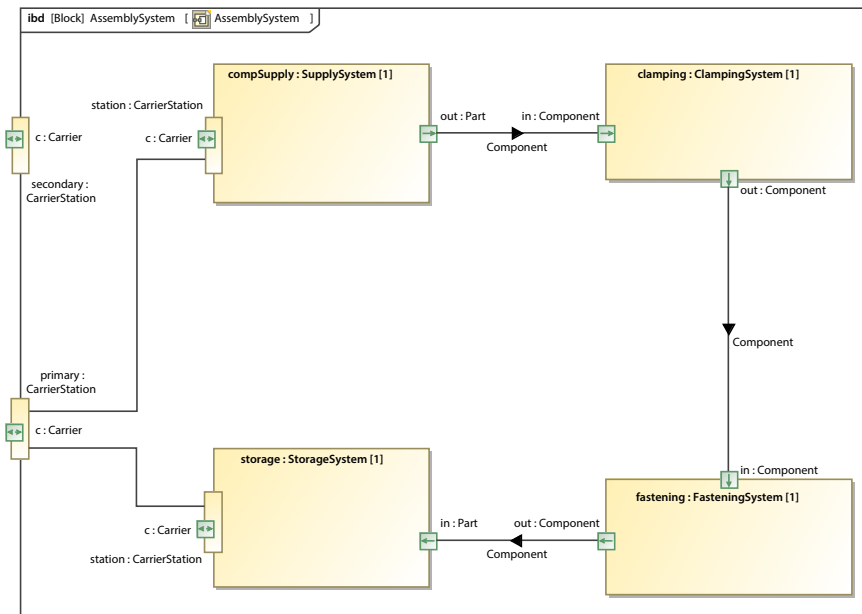 ibd [Block] AssemblySystem [ AssemblySystem ]
compSupply : SupplySystem [1]
clamping : ClampingSystem [1]
station : CarrierStation
c : Carrier
c : Carrier
out : Part
in : Component
Component
secondary :
CarrierStation
out : Component
Component
primary :
CarrierStation
c : Carrier
storage : StorageSystem [1]
in : Component
fastening : FasteningSystem [1]
c : Carrier
in : Part
out : Component
Component
station : CarrierStation